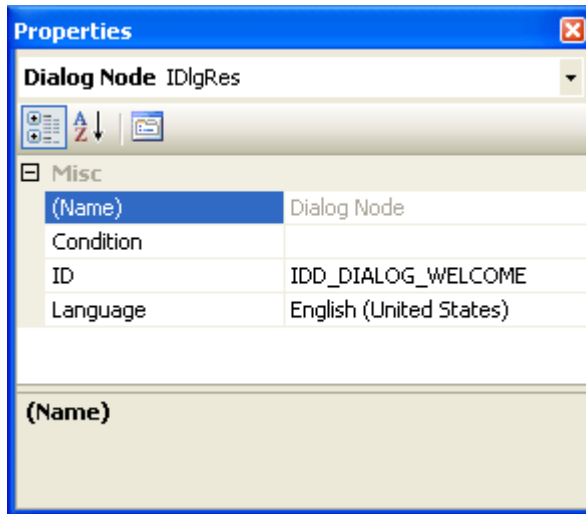 Properties
Dialog Node IDlgRes
Misc
(Name) Dialog Node
Condition
ID IDD_DIALOG_WELCOME
Language English (United States)
(Name)